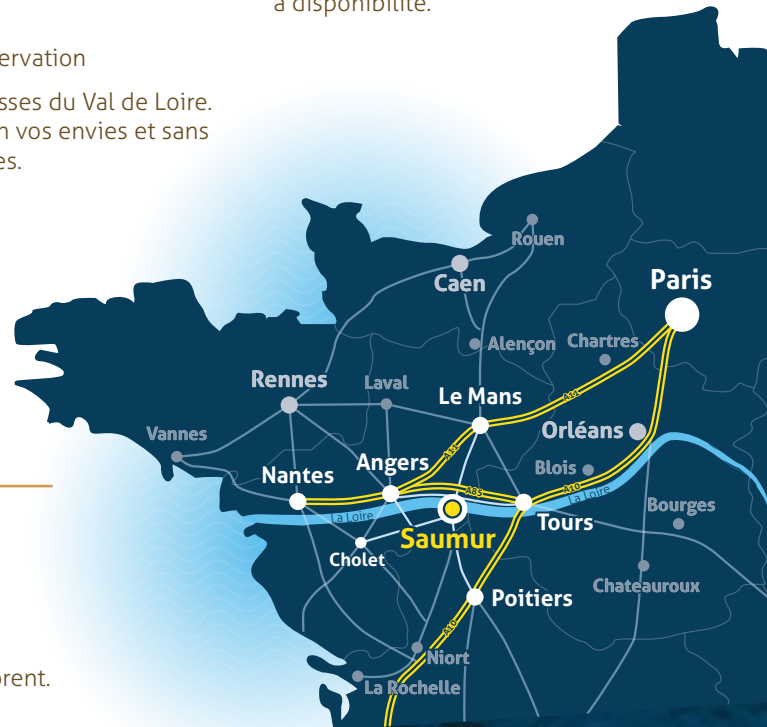 à disponibilité.
ervation
sses du Val de Loire.
n vos envies et sans
es.
Rouen
Caen
Paris
Alençon
Chartres
Rennes
Laval
Le Mans
A11
Vannes
Orléans
Angers
A11
Nantes
Blois
A85
A10
La Loire
La Loire
Bourges
Tours
Saumur
Cholet
Chateauroux
Poitiers
A10
Niort
La Rochelle
rent.